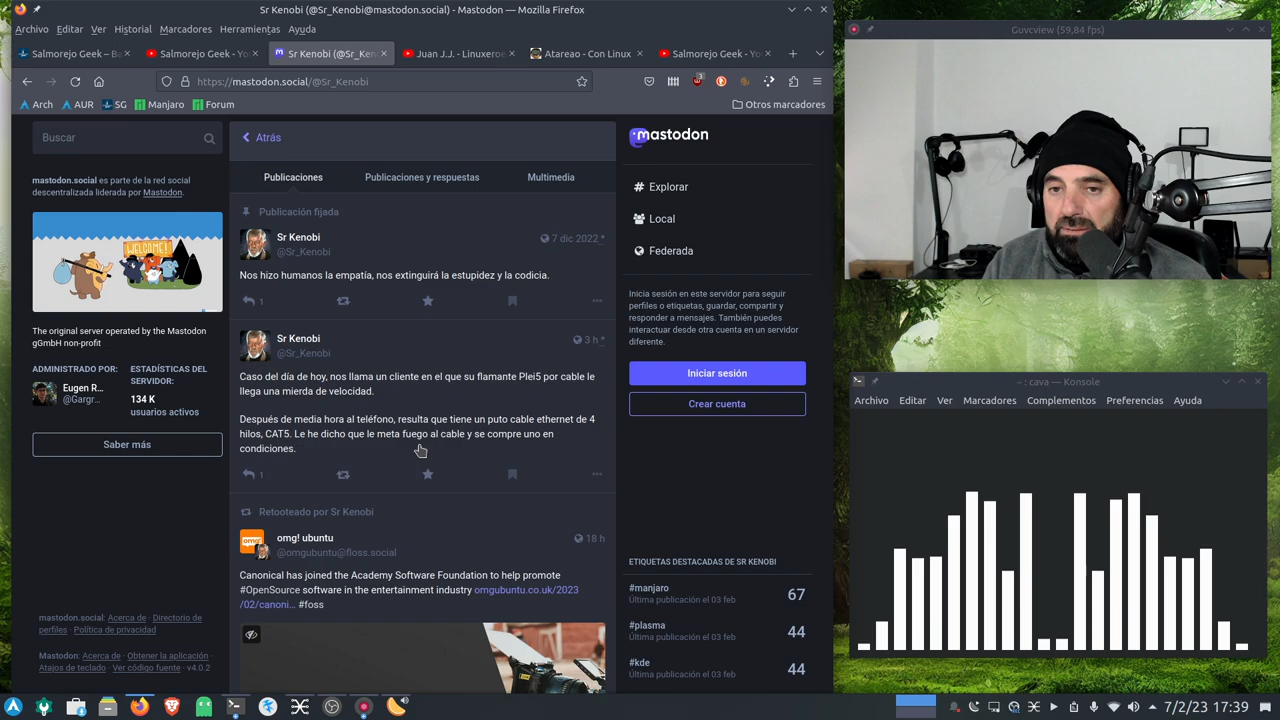 Sr Kenobi (@Sr_Kenobi@mastodon.social) - Mastodon — Mozilla Firefox
Archivo Editar Ver Historial Marcadores Herramientas Ayuda
Salmorejo Geek – Ba
Salmorejo Geek - Yo
Sr Kenobi (@Sr_Ken
Juan J.J. - Linuxeroe
Atareao - Con Linux
Salmorejo Geek - Yo
https://mastodon.social/@Sr_Kenobi
3
Arch AUR SG Manjaro Forum
Otros marcadores
Buscar
mastodon.social es parte de la red social
descentralizada liderada por Mastodon.
WELCOME!
The original server operated by the Mastodon
gGmbH non-profit
ADMINISTRADO POR:
Eugen R...
@Gargr...
ESTADÍSTICAS DEL
SERVIDOR:
134 K
usuarios activos
Saber más
mastodon.social: Acerca de · Directorio de
perfiles · Política de privacidad
Mastodon: Acerca de · Obtener la aplicación ·
Atajos de teclado · Ver código fuente · v4.0.2
Atrás
Publicaciones
Publicaciones y respuestas
Multimedia
Publicación fijada
Sr Kenobi
7 dic 2022 *
@Sr_Kenobi
Nos hizo humanos la empatía, nos extinguirá la estupidez y la codicia.
1
Sr Kenobi
3 h *
@Sr_Kenobi
Caso del día de hoy, nos llama un cliente en el que su flamante Plei5 por cable le
llega una mierda de velocidad.
Después de media hora al teléfono, resulta que tiene un puto cable ethernet de 4
hilos, CAT5. Le he dicho que le meta fuego al cable y se compre uno en
condiciones.
1
Retooteado por Sr Kenobi
omg!
omg! ubuntu
18 h
@omgubuntu@floss.social
Canonical has joined the Academy Software Foundation to help promote
#OpenSource software in the entertainment industry omgubuntu.co.uk/2023
/02/canoni... #foss
mastodon
Explorar
Local
Federada
Inicia sesión en este servidor para seguir
perfiles o etiquetas, guardar, compartir y
responder a mensajes. También puedes
interactuar desde otra cuenta en un servidor
diferente.
Iniciar sesión
Crear cuenta
ETIQUETAS DESTACADAS DE SR KENOBI
#manjaro
67
Última publicación el 03 feb
#plasma
44
Última publicación el 03 feb
#kde
44
Última publicación el 03 feb
Guvcview (59,84 fps)
~ : cava — Konsole
Archivo Editar Ver Marcadores Complementos Preferencias Ayuda
7/2/23 17:39